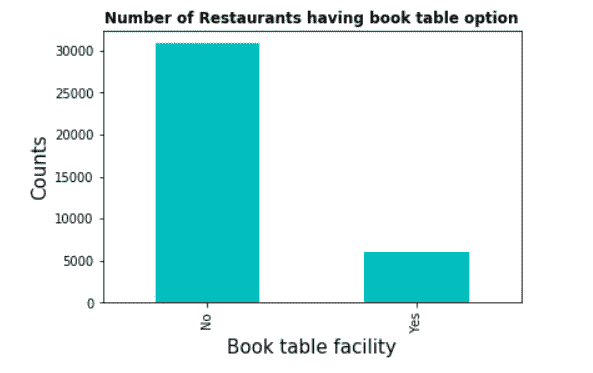 Number of Restaurants having book table option
30000
25000
20000
15000
10000
5000
0
Counts
No
Yes
Book table facility